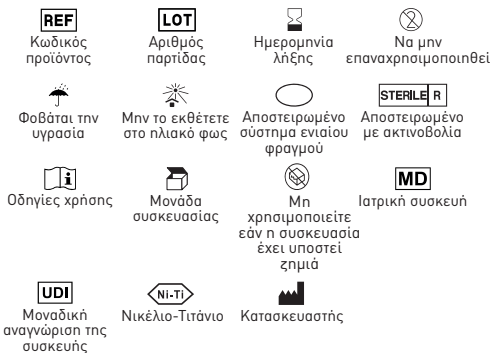 REF
Κωδικός
προϊόντος
LOT
Αριθμός
παρτίδας
Ημερομηνία
λήξης
2
Να μην
επαναχρησιμοποιηθεί
Φοβάται την
υγρασία
Μην το εκθέτετε
στο ηλιακό φως
Αποστειρωμένο
σύστημα ενιαίου
φραγμού
STERILE R
Αποστειρωμένο
με ακτινοβολία
i
Οδηγίες χρήσης
Μονάδα
συσκευασίας
Μη
χρησιμοποιείτε
εάν η συσκευασία
έχει υποστεί
ζημιά
MD
Ιατρική συσκευή
UDI
Μοναδική
αναγνώριση της
συσκευής
Ni-Ti
Νικέλιο-Τιτάνιο
Κατασκευαστής